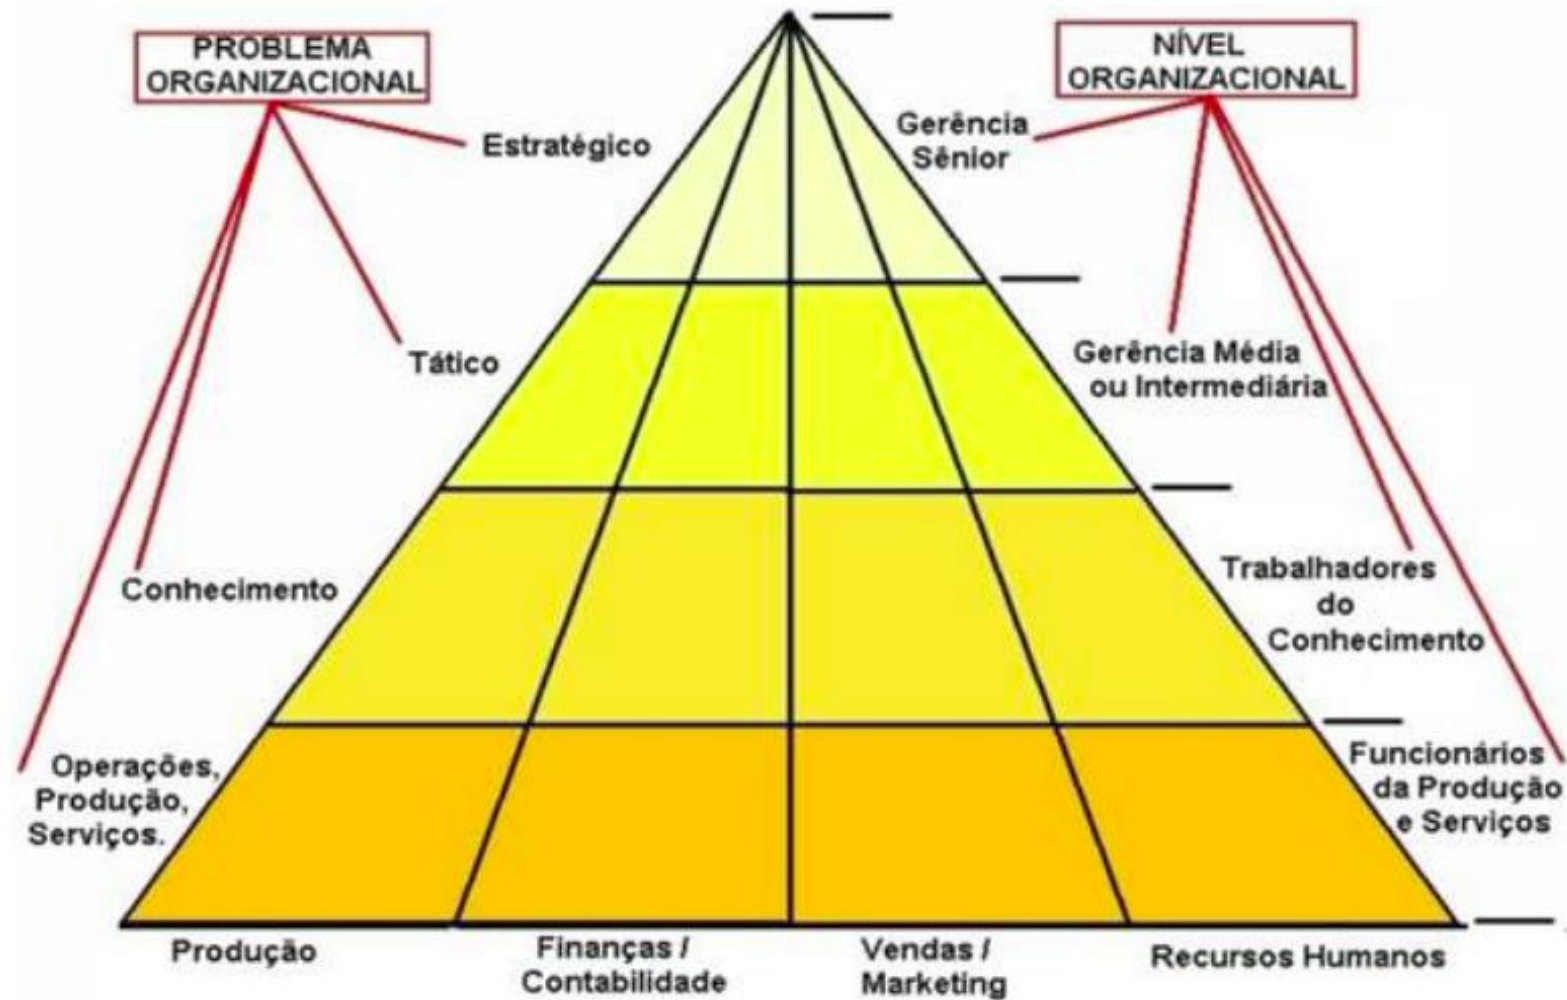 PROBLEMA
ORGANIZACIONAL
NÍVEL
ORGANIZACIONAL
Estratégico
Gerência
Sênior
Tático
Gerência Média
ou Intermediária
Conhecimento
Trabalhadores
do
Conhecimento
Operações,
Produção,
Serviços.
Funcionários
da Produção
e Serviços
Produção
Finanças /
Contabilidade
Vendas /
Marketing
Recursos Humanos